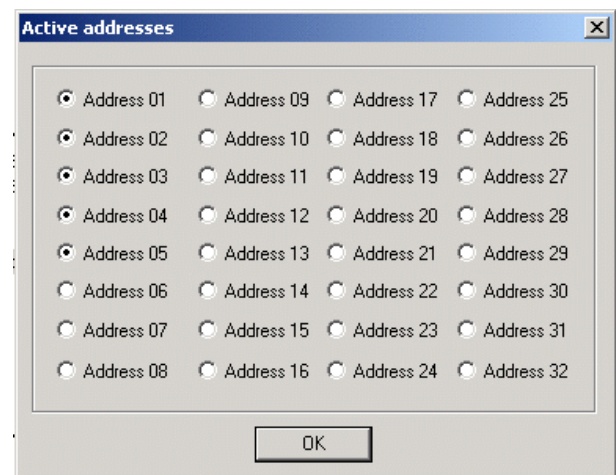 Active addresses
Address 01 Address 09 Address 17 Address 25
Address 02 Address 10 Address 18 Address 26
Address 03 Address 11 Address 19 Address 27
Address 04 Address 12 Address 20 Address 28
Address 05 Address 13 Address 21 Address 29
Address 06 Address 14 Address 22 Address 30
Address 07 Address 15 Address 23 Address 31
Address 08 Address 16 Address 24 Address 32
OK